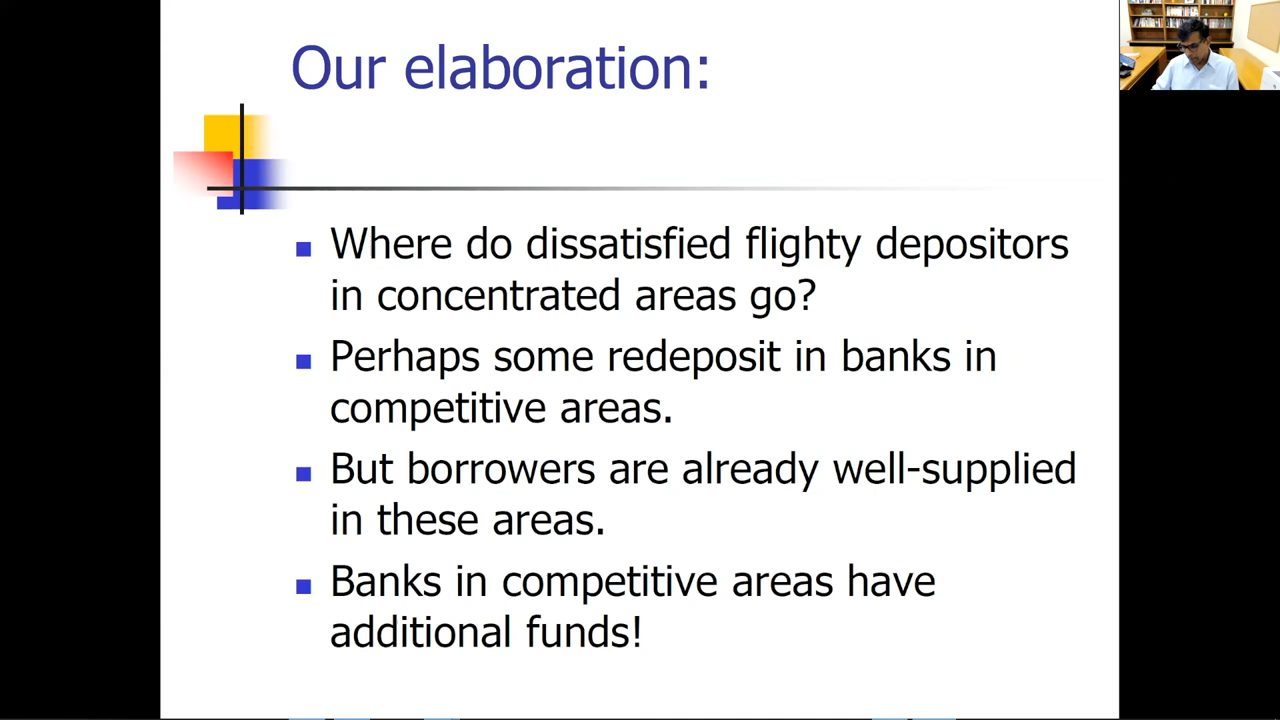 Our elaboration:
Where do dissatisfied flighty depositors
in concentrated areas go?
Perhaps some redeposit in banks in
competitive areas.
But borrowers are already well-supplied
in these areas.
Banks in competitive areas have
additional funds!